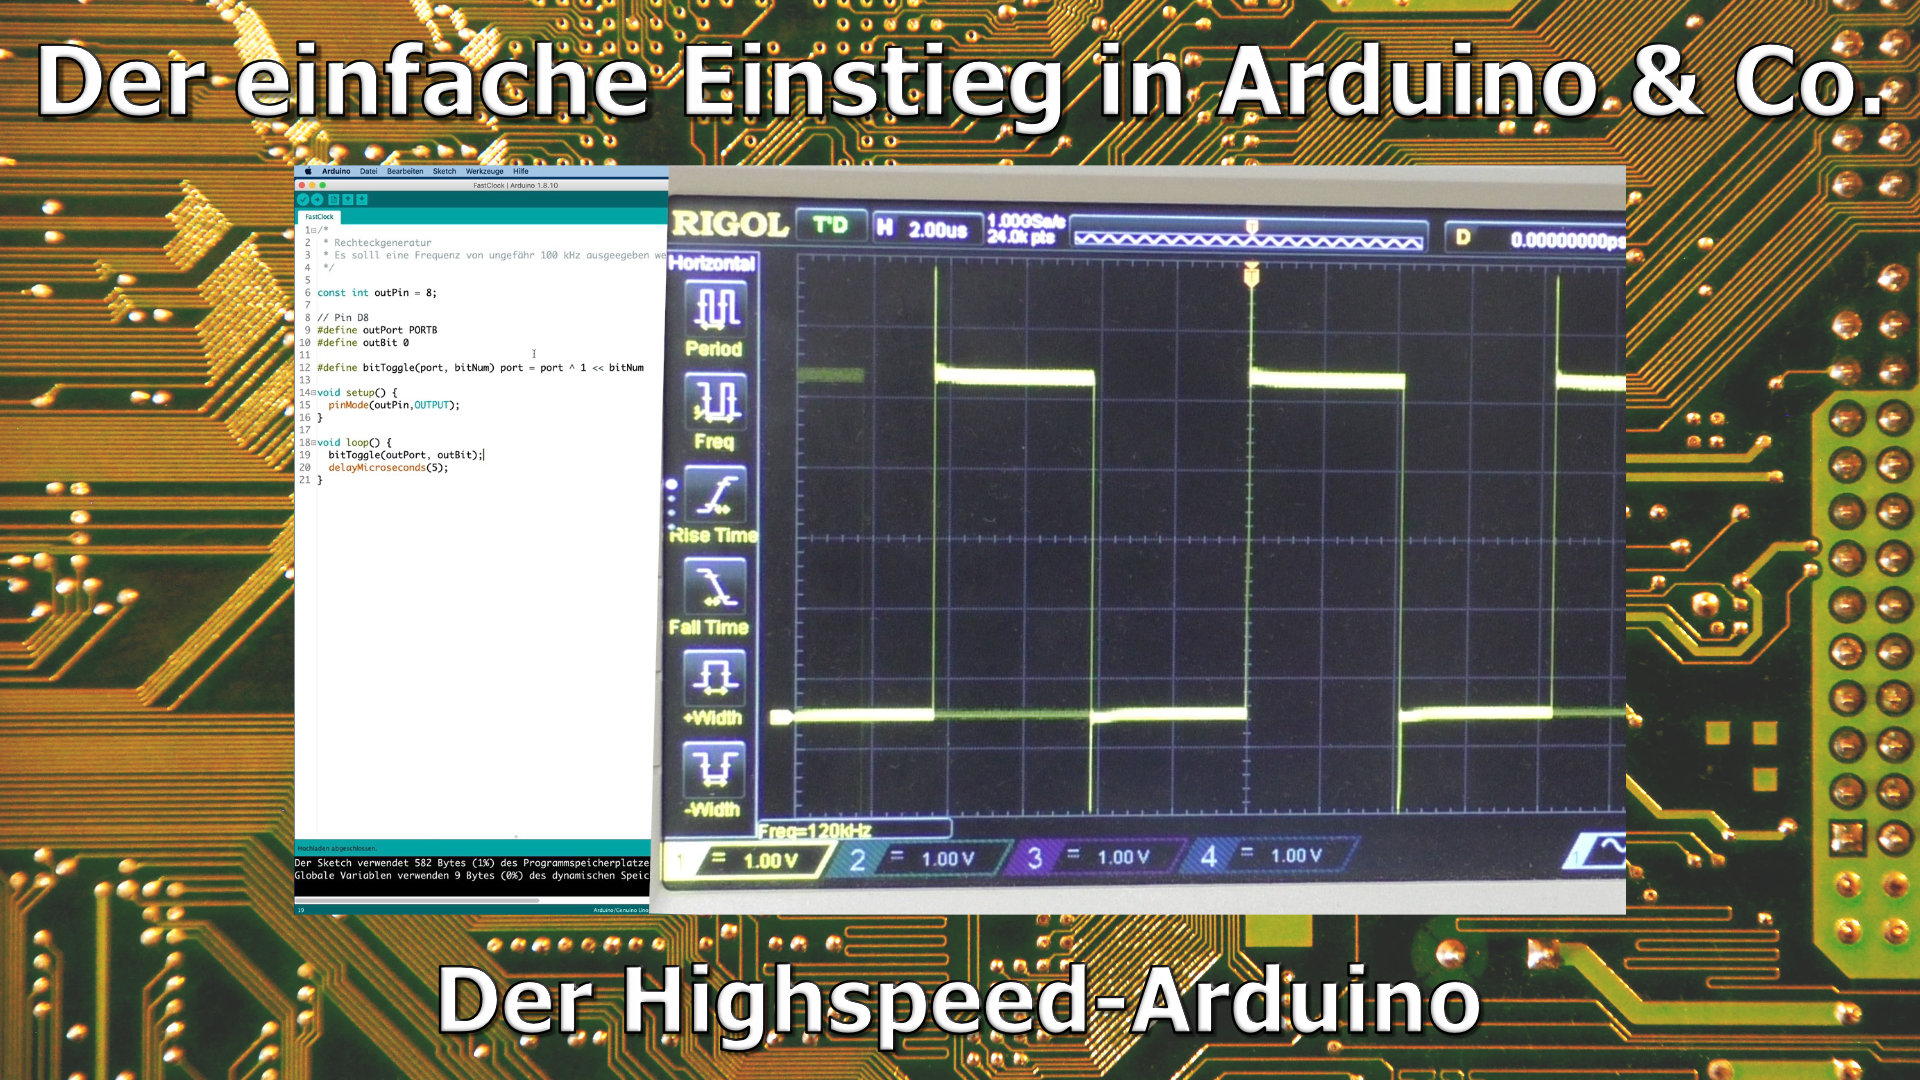 Der einfache Einstieg in Arduino & Co.
Arduino Datei Bearbeiten Sketch Werkzeuge Hilfe
FastClock | Arduino 1.8.10
FastClock
1 /*
2 * Rechteckgeneratur
3 * Es solll eine Frequenz von ungefähr 100 kHz ausgeegeben we
4 */
5
6 const int outPin = 8;
7
8 // Pin D8
9 #define outPort PORTB
10 #define outBit 0
11
12 #define bitToggle(port, bitNum) port = port ^ 1 << bitNum
13
14 void setup() {
15 pinMode(outPin,OUTPUT);
16 }
17
18 void loop() {
19 bitToggle(outPort, outBit);
20 delayMicroseconds(5);
21 }
Hochladen abgeschlossen.
Der Sketch verwendet 582 Bytes (1%) des Programmspeicherplatze
Globale Variablen verwenden 9 Bytes (0%) des dynamischen Speic
19 Arduino/Genuino Uno
RIGOL T'D H 2.00us 1.00GSa/s 24.0k pts D 0.00000000ps
Horizontal
Period
Freq
Rise Time
Fall Time
+Width
-Width
Freq=120kHz
1 = 1.00 V 2 = 1.00 V 3 = 1.00 V 4 = 1.00 V
Der Highspeed-Arduino